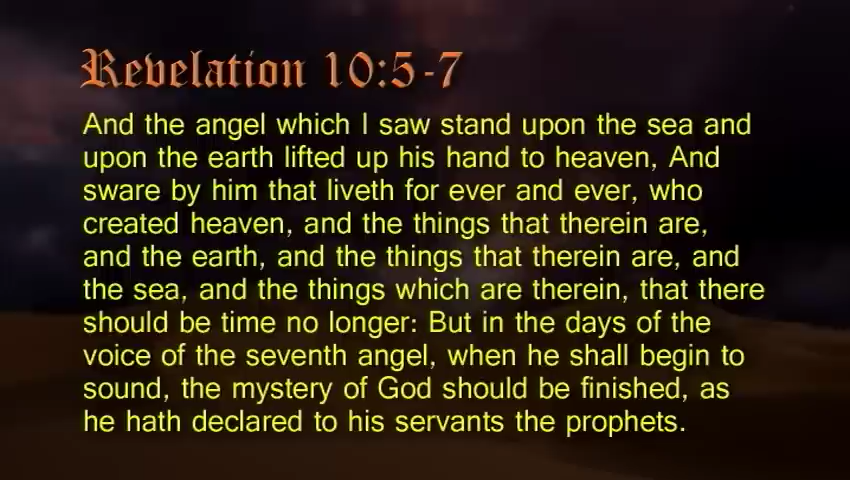 Revelation 10:5-7
And the angel which I saw stand upon the sea and
upon the earth lifted up his hand to heaven, And
sware by him that liveth for ever and ever, who
created heaven, and the things that therein are,
and the earth, and the things that therein are, and
the sea, and the things which are therein, that there
should be time no longer: But in the days of the
voice of the seventh angel, when he shall begin to
sound, the mystery of God should be finished, as
he hath declared to his servants the prophets.